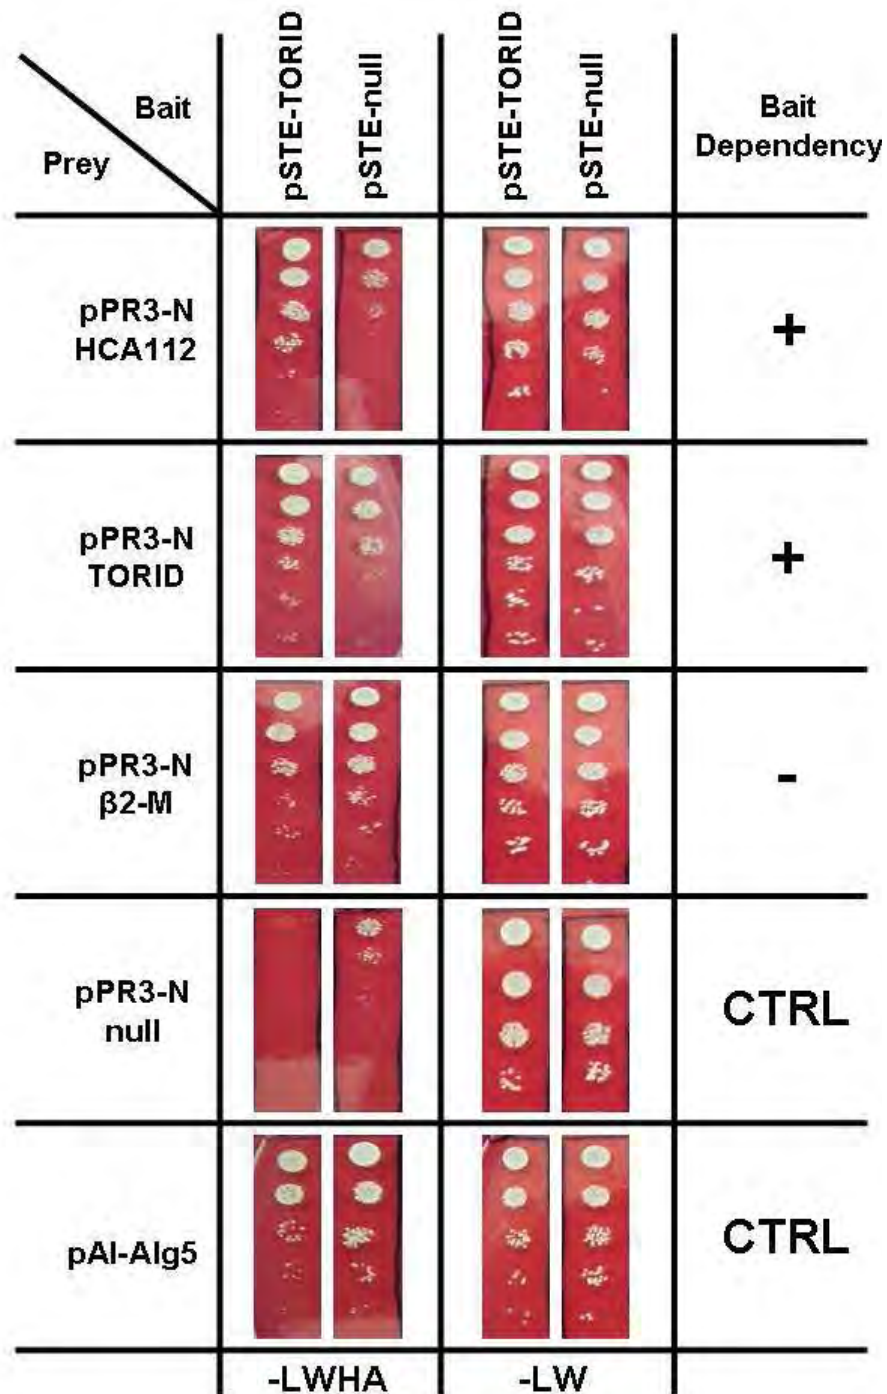 Bait
Prey
pSTE-TORID
pSTE-null
pSTE-TORID
pSTE-null
Bait
Dependency
pPR3-N
HCA112
+
pPR3-N
TORID
+
pPR3-N
β2-M
-
pPR3-N
null
CTRL
pAI-Alg5
CTRL
-LWHA
-LW